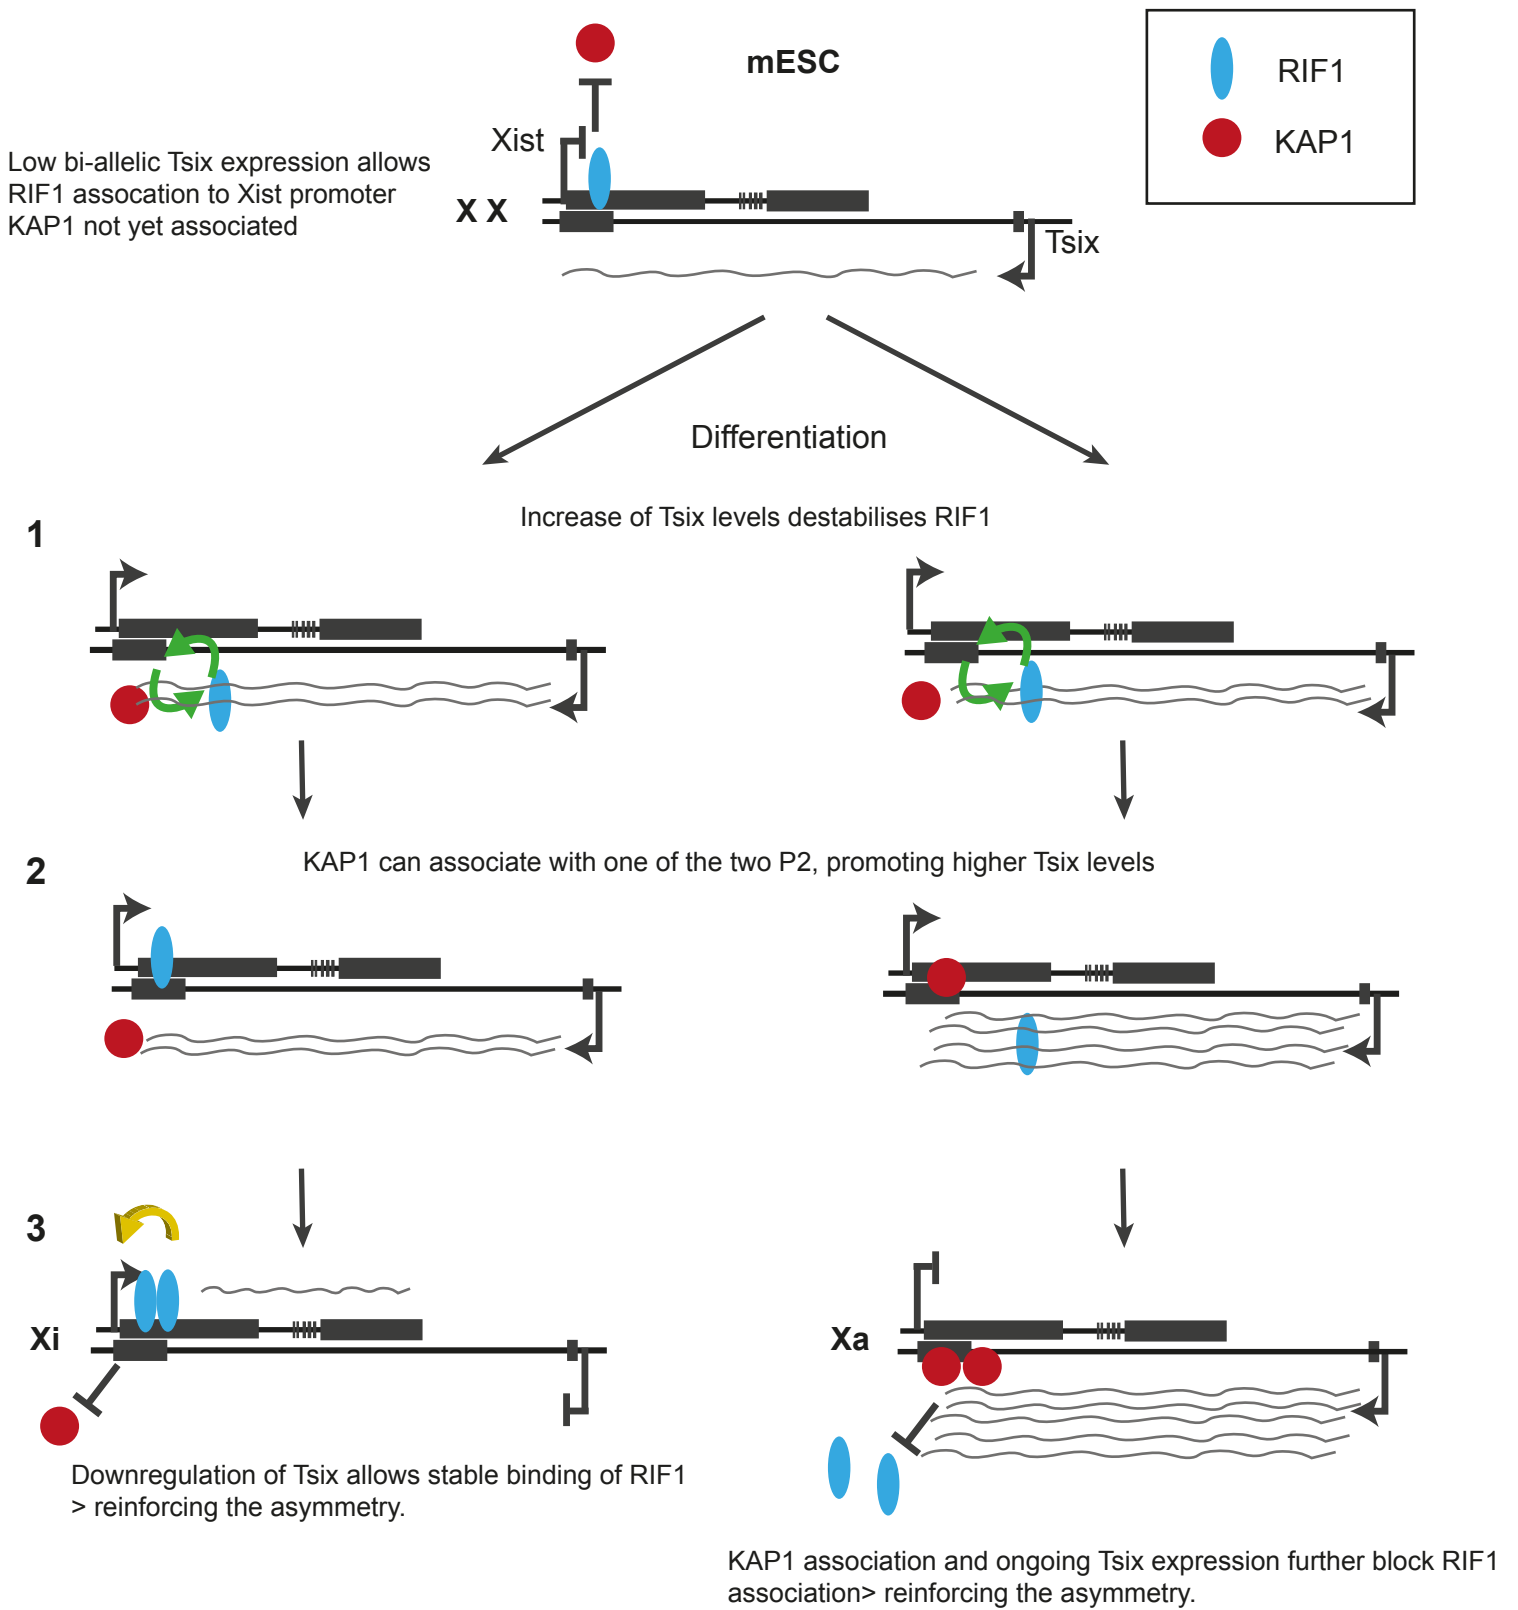 mESC
RIF1
KAP1
Xist
Low bi-allelic Tsix expression allows
RIF1 assocation to Xist promoter
KAP1 not yet associated
X X
Tsix
Differentiation
Increase of Tsix levels destabilises RIF1
1
2
KAP1 can associate with one of the two P2, promoting higher Tsix levels
3
Xi
Xa
Downregulation of Tsix allows stable binding of RIF1
> reinforcing the asymmetry.
KAP1 association and ongoing Tsix expression further block RIF1
association> reinforcing the asymmetry.